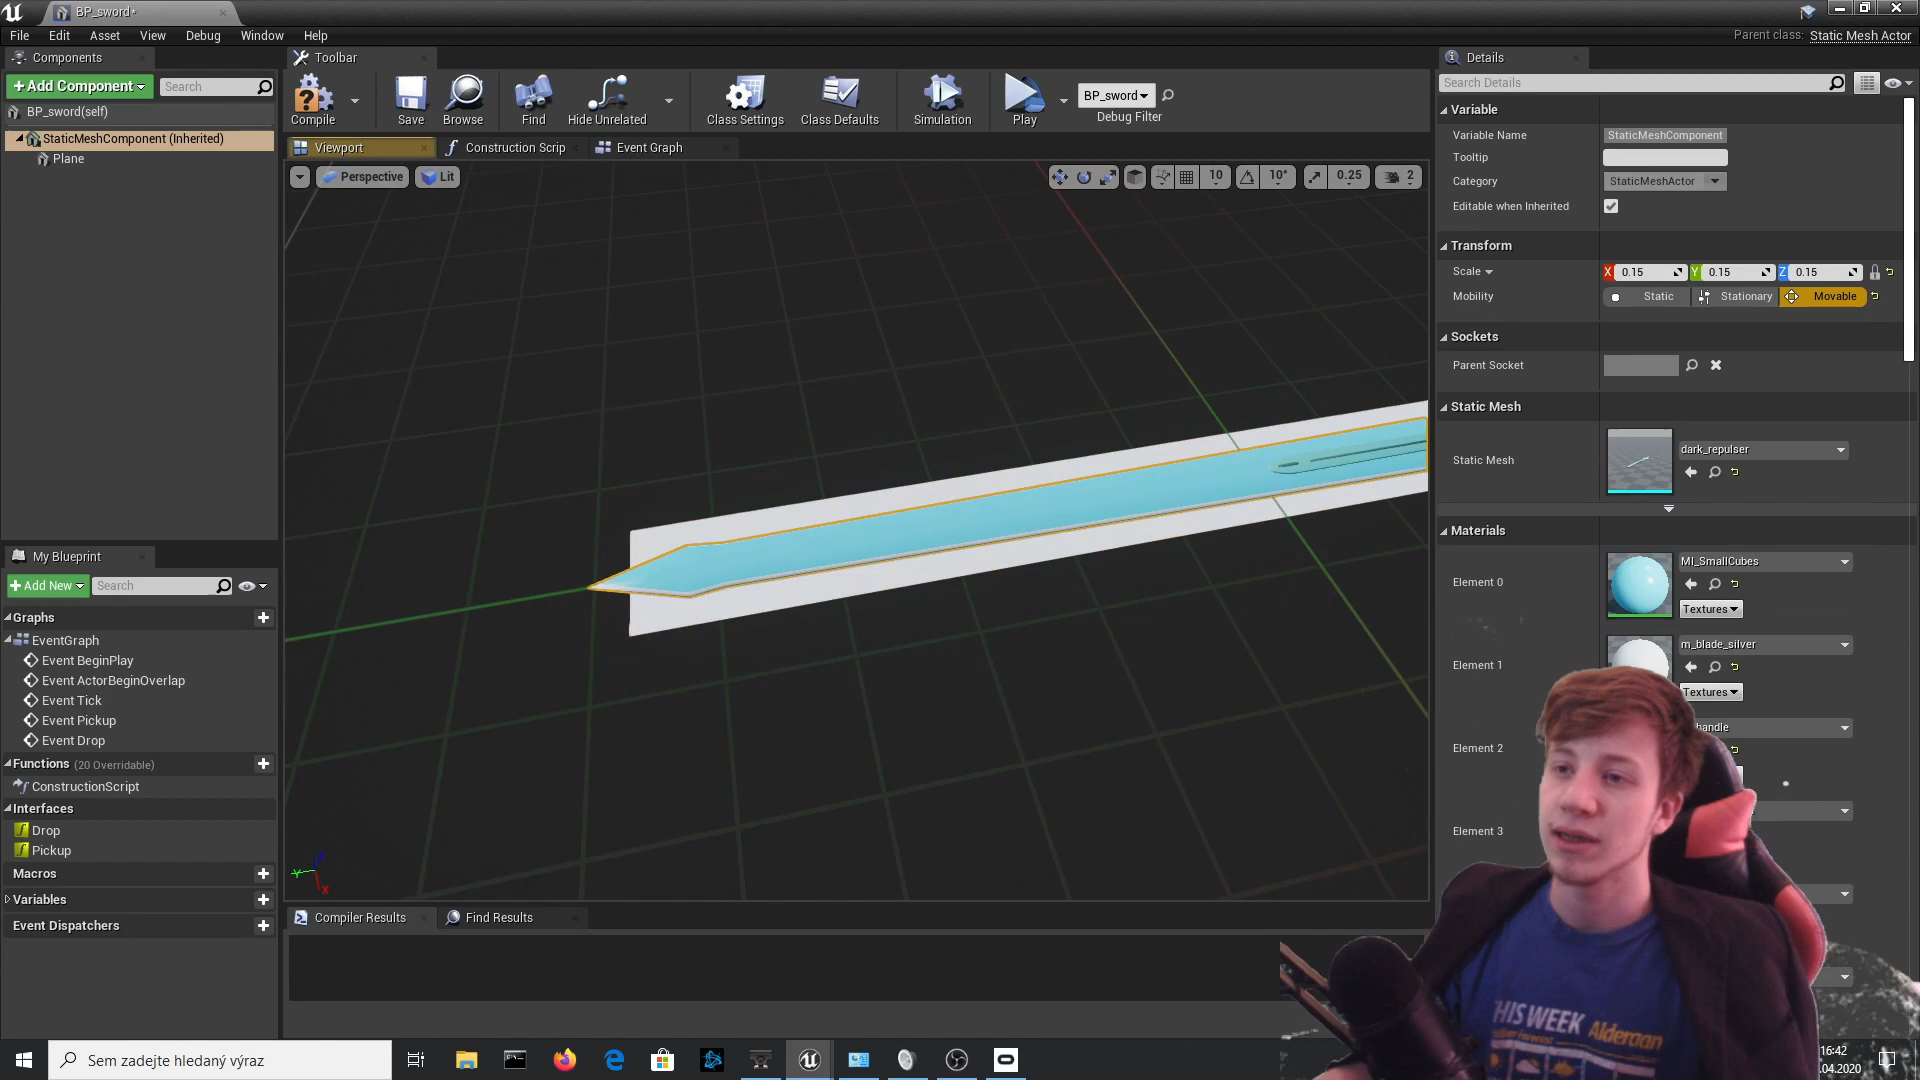 BP_sword*
File Edit Asset View Debug Window Help
Parent class: Static Mesh Actor
Components
Toolbar
Details
+ Add Component
Search
Search Details
BP_sword(self)
StaticMeshComponent (Inherited)
Plane
Compile
Save
Browse
Find
Hide Unrelated
Class Settings
Class Defaults
Simulation
Play
BP_sword
Debug Filter
Viewport
Construction Scrip
Event Graph
Perspective
Lit
10
10°
0.25
2
Variable
Variable Name
StaticMeshComponent
Tooltip
Category
StaticMeshActor
Editable when Inherited
Transform
Scale
X 0.15
Y 0.15
Z 0.15
Mobility
Static
Stationary
Movable
Sockets
Parent Socket
Static Mesh
Static Mesh
dark_repulser
Materials
Element 0
MI_SmallCubes
Textures
Element 1
m_blade_silver
Textures
Element 2
handle
Element 3
My Blueprint
+ Add New
Search
Graphs
EventGraph
Event BeginPlay
Event ActorBeginOverlap
Event Tick
Event Pickup
Event Drop
Functions (20 Overridable)
ConstructionScript
Interfaces
Drop
Pickup
Macros
Variables
Event Dispatchers
Y
X
Compiler Results
Find Results
THIS WEEK Alderaan
Sem zadejte hledaný výraz
16:42
.04.2020